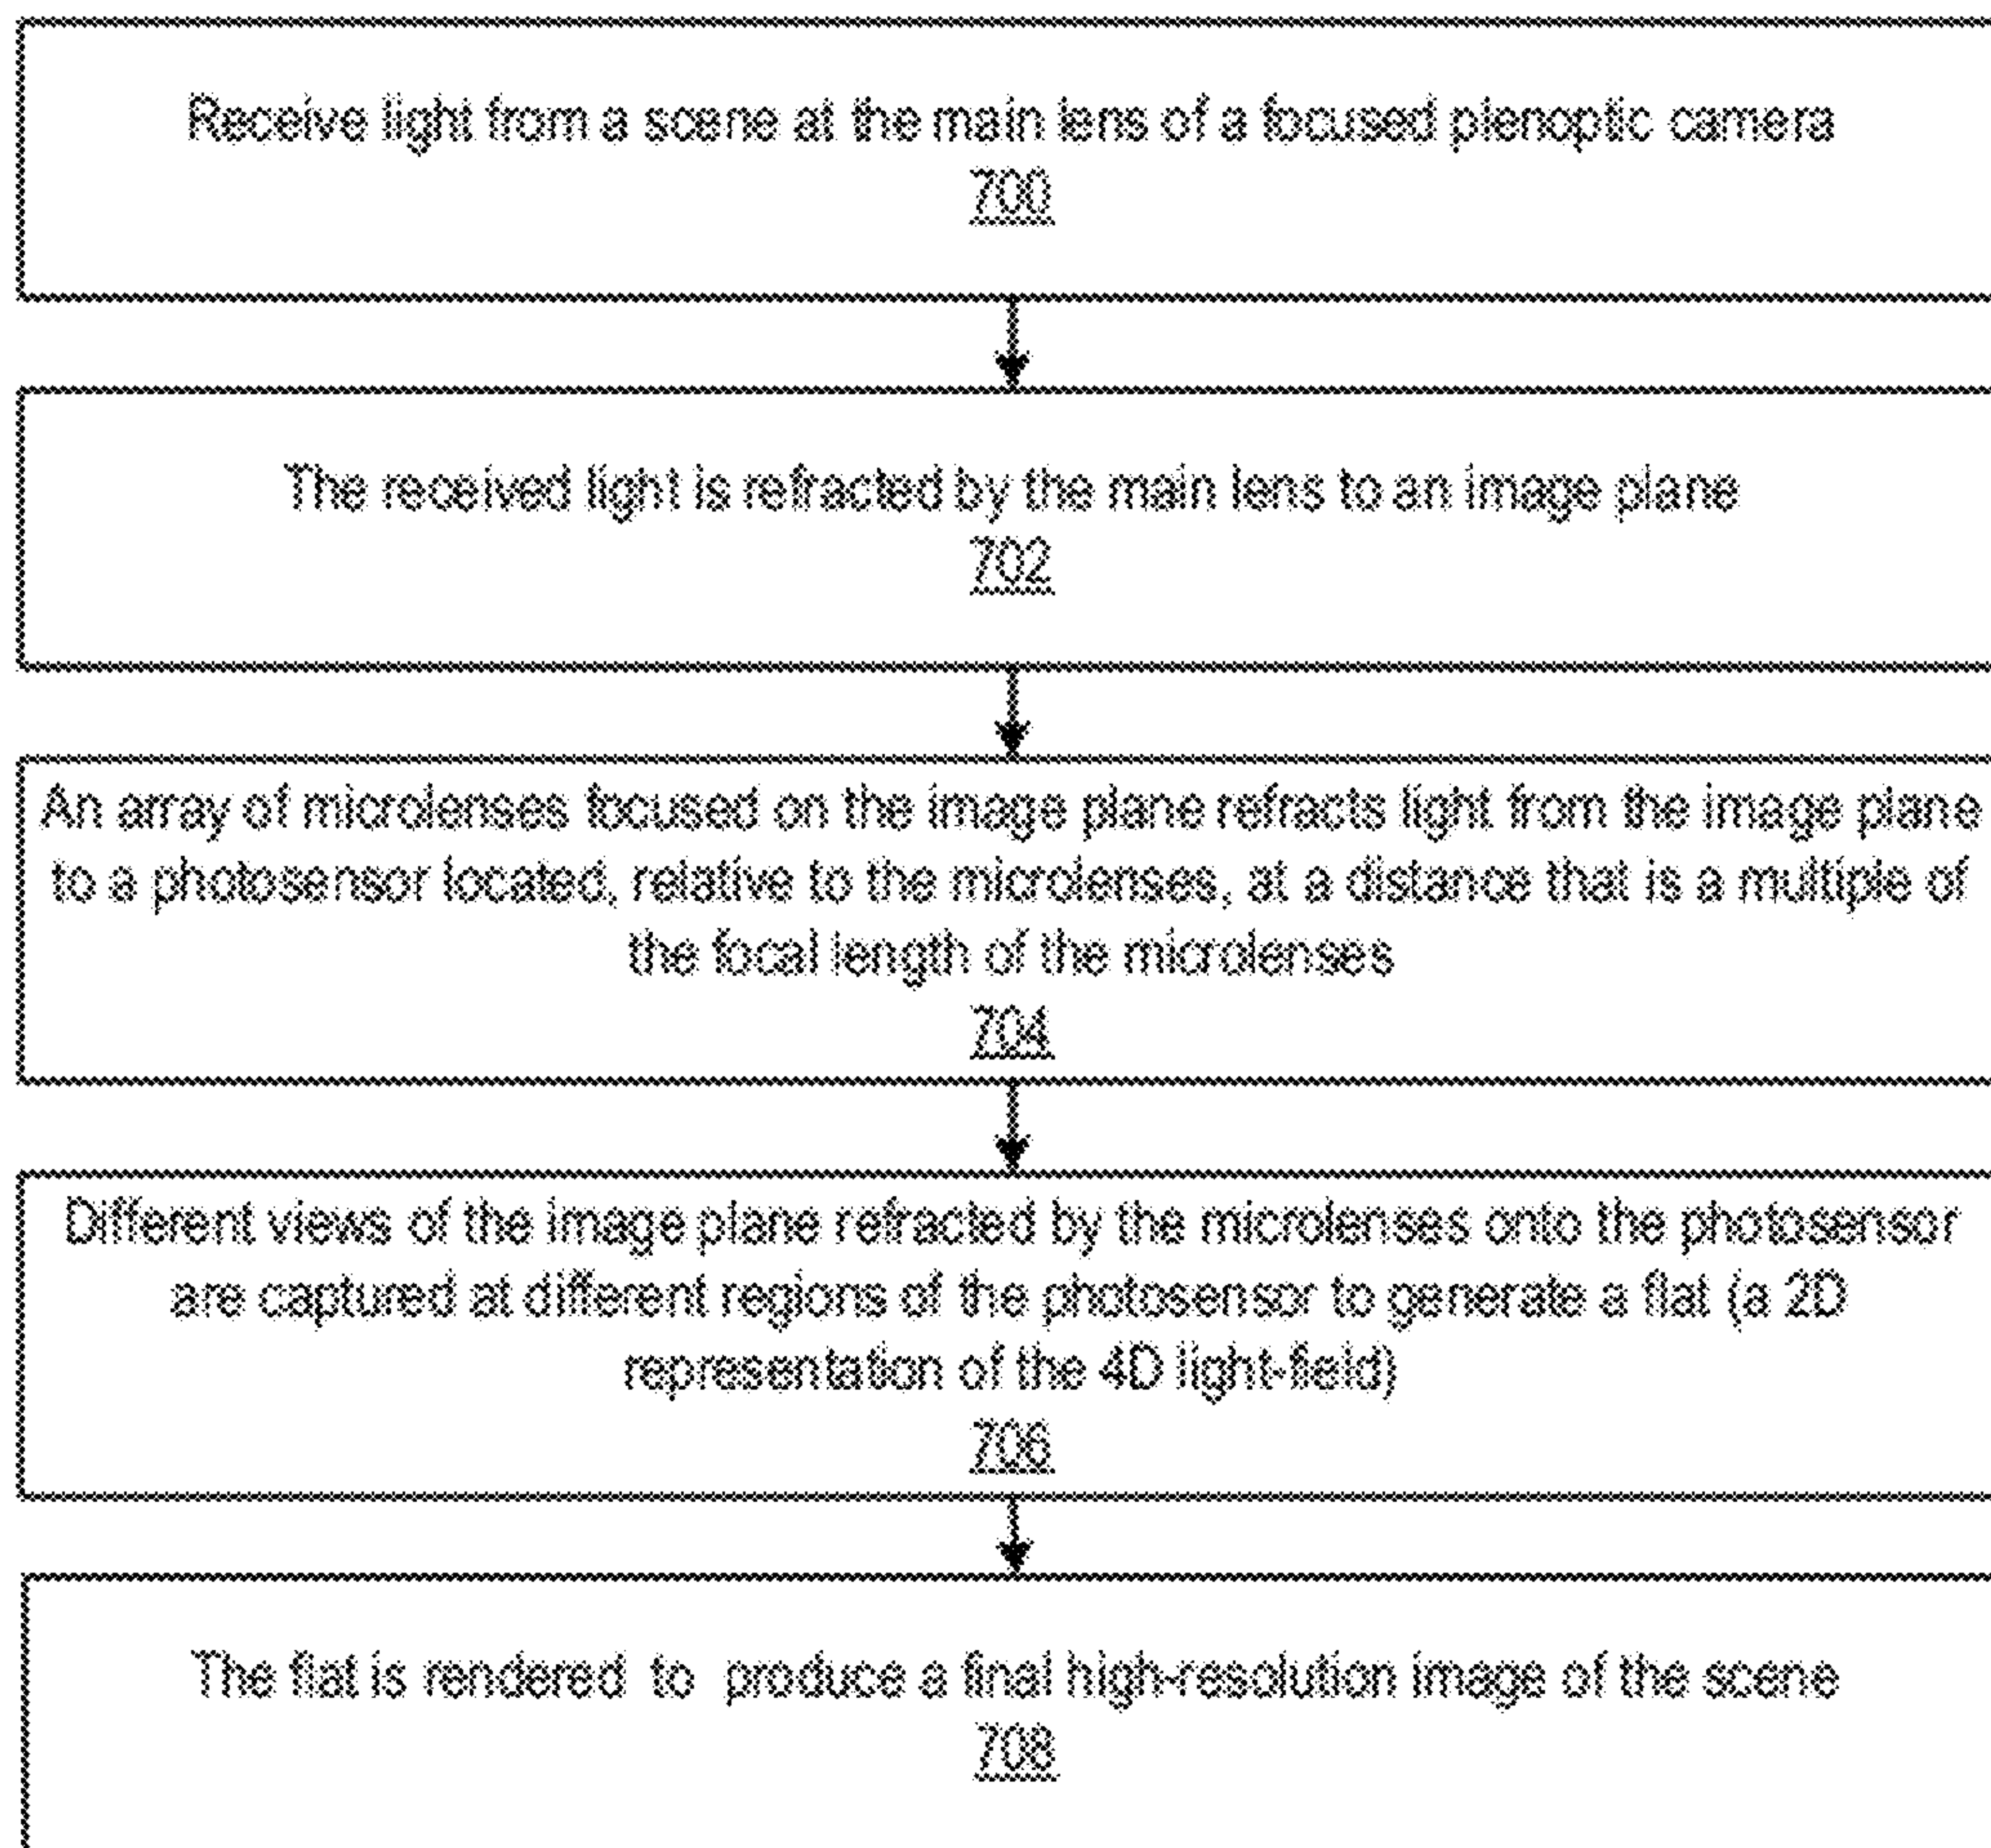 Receive light from a scene at the main lens of a focused plenoptic camera
700
The received light is refracted by the main lens to an image plane
702
An array of microlenses focused on the image plane refracts light from the image plane
to a photosensor located, relative to the microlenses, at a distance that is a multiple of
the focal length of the microlenses
704
Different views of the image plane refracted by the microlenses onto the photosensor
are captured at different regions of the photosensor to generate a flat (a 2D
representation of the 4D light-field)
706
The flat is rendered to produce a final high-resolution image of the scene
708